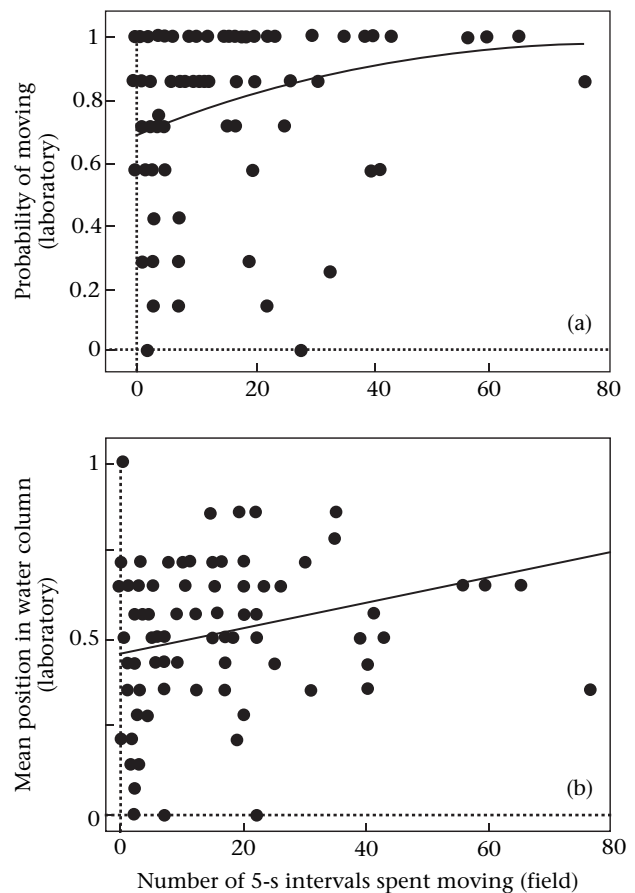 Probability of moving
(laboratory)
1
0.8
0.6
0.4
0.2
0
0
20
40
60
80
(a)
Mean position in water column
(laboratory)
1
0.5
0
0
20
40
60
80
(b)
Number of 5-s intervals spent moving (field)